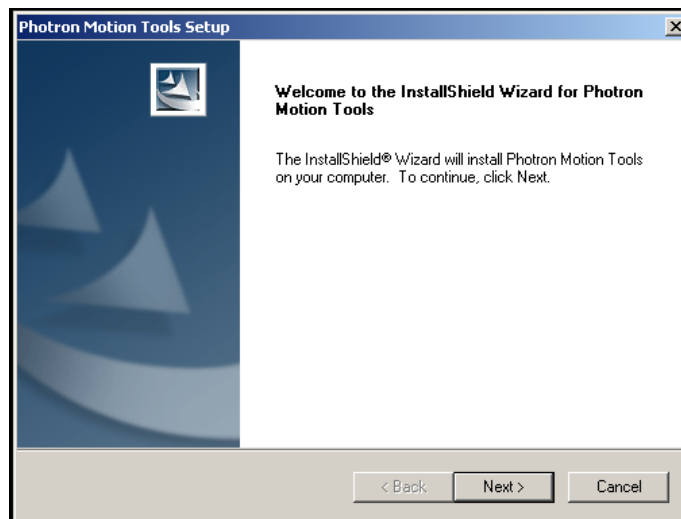 Photron Motion Tools Setup
Welcome to the InstallShield Wizard for Photron
Motion Tools
The InstallShield® Wizard will install Photron Motion Tools
on your computer. To continue, click Next.
< Back
Next >
Cancel